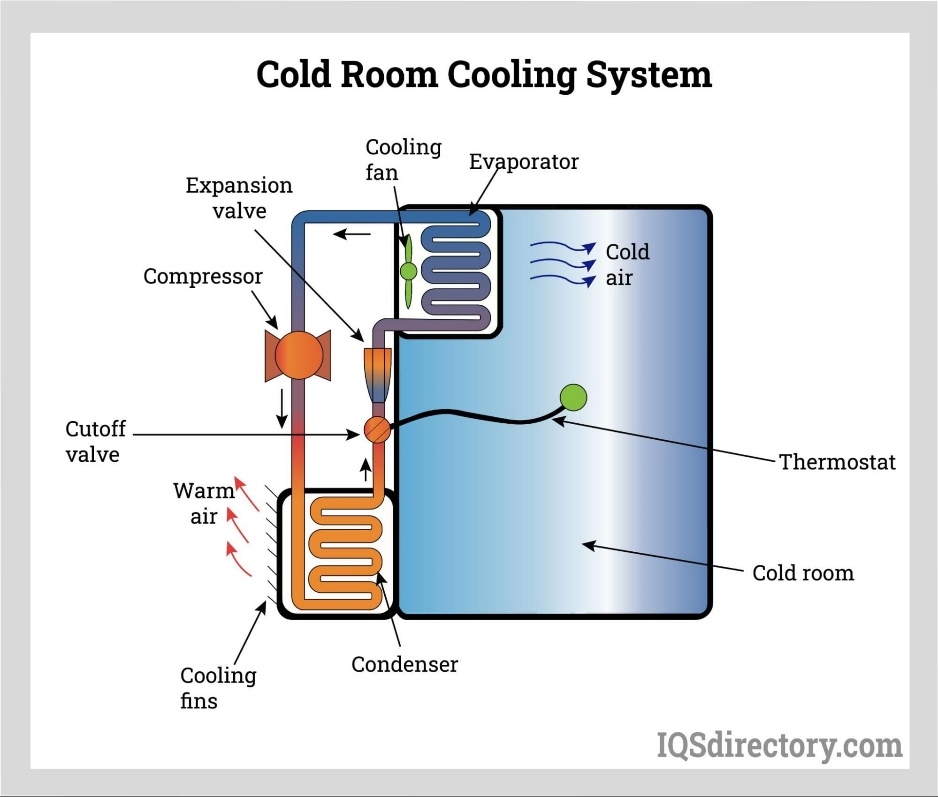 Cold Room Cooling System
Cooling
fan
Evaporator
Expansion
valve
Compressor
Cold
air
Cutoff
valve
Thermostat
Warm
air
Cold room
Condenser
Cooling
fins
IQSdirectory.com